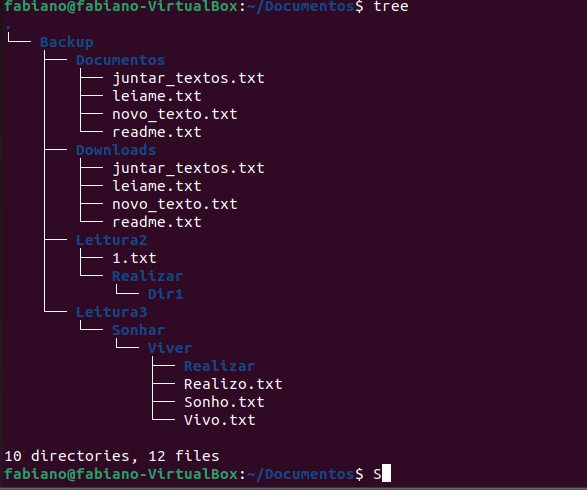 fabiano@fabiano-VirtualBox:~/Documentos$ tree
.
└── Backup
    ├── Documentos
    │   ├── juntar_textos.txt
    │   ├── leiame.txt
    │   ├── novo_texto.txt
    │   └── readme.txt
    ├── Downloads
    │   ├── juntar_textos.txt
    │   ├── leiame.txt
    │   ├── novo_texto.txt
    │   └── readme.txt
    ├── Leitura2
    │   ├── 1.txt
    │   └── Realizar
    │       └── Dir1
    └── Leitura3
        └── Sonhar
            └── Viver
                ├── Realizar
                ├── Realizo.txt
                ├── Sonho.txt
                └── Vivo.txt

10 directories, 12 files
fabiano@fabiano-VirtualBox:~/Documentos$ S